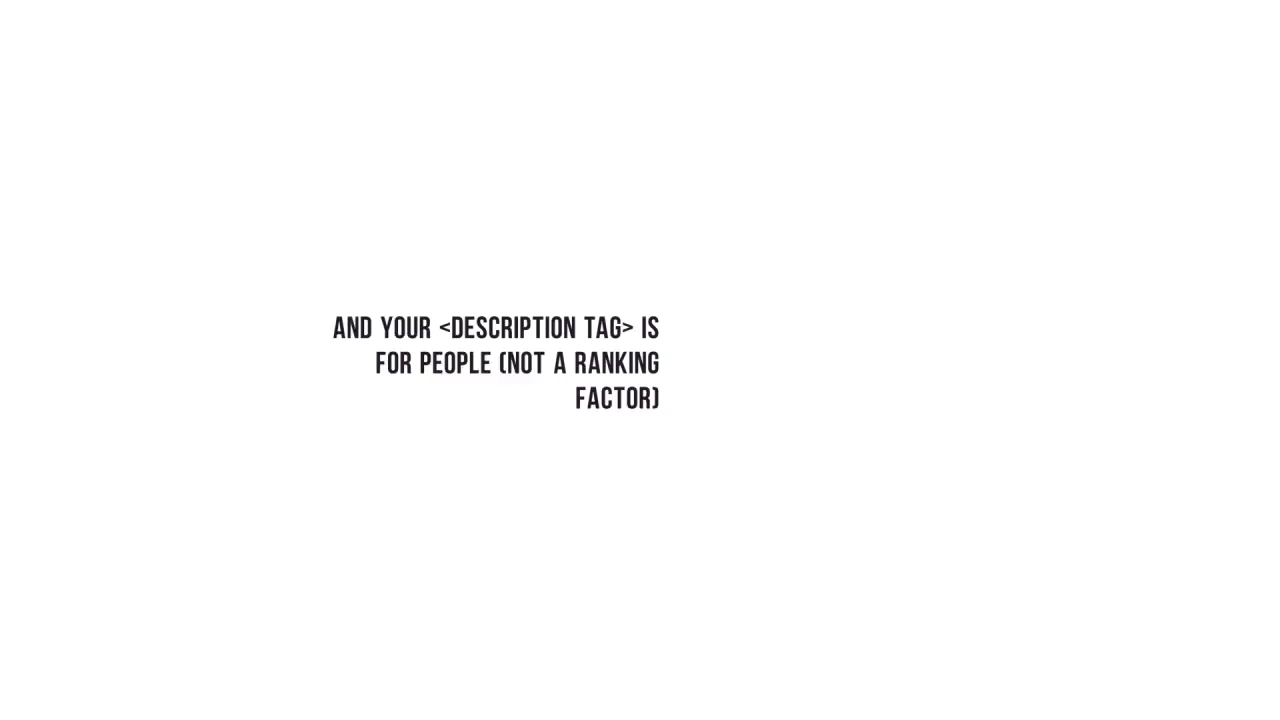 AND YOUR <DESCRIPTION TAG> IS
FOR PEOPLE (NOT A RANKING
FACTOR)